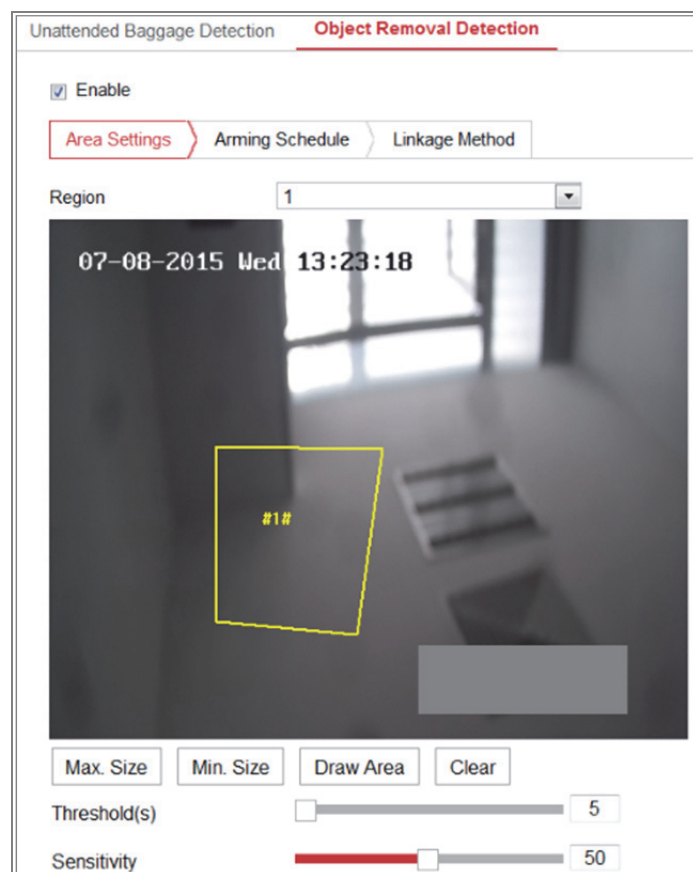 Unattended Baggage Detection Object Removal Detection
Enable
Area Settings Arming Schedule Linkage Method
Region 1
07-08-2015 Wed 13:23:18
#1#
Max. Size Min. Size Draw Area Clear
Threshold(s) 5
Sensitivity 50